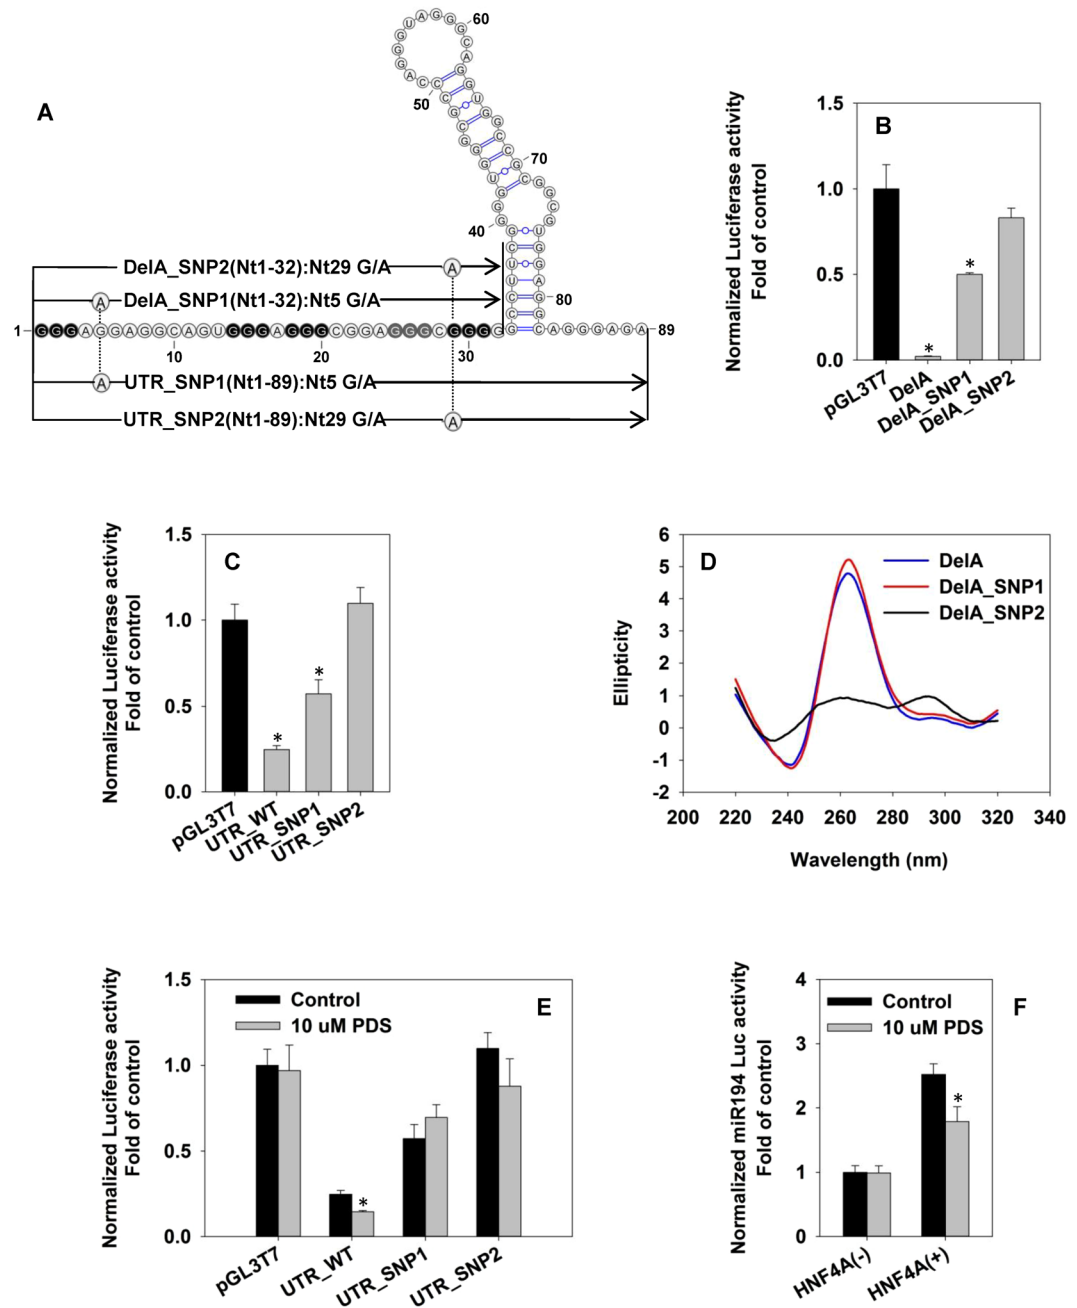 A
60
50
70
40
80
DelA_SNP2(Nt1-32):Nt29 G/A A
A DelA_SNP1(Nt1-32):Nt5 G/A
1 GGGAGGAGGCAGUGGGAGGGCGGAGGGCGGGGG CAGGGAGA 89
10 20 30
A UTR_SNP1(Nt1-89):Nt5 G/A
UTR_SNP2(Nt1-89):Nt29 G/A A
B
Normalized Luciferase activity
Fold of control
1.5
1.0
0.5
0.0
*
*
pGL3T7
DelA
DelA_SNP1
DelA_SNP2
C
Normalized Luciferase activity
Fold of control
1.5
1.0
0.5
0.0
*
*
pGL3T7
UTR_WT
UTR_SNP1
UTR_SNP2
D
Ellipticity
6
5
4
3
2
1
0
-1
-2
DelA
DelA_SNP1
DelA_SNP2
200 220 240 260 280 300 320 340
Wavelength (nm)
E
Normalized Luciferase activity
Fold of control
1.5
1.0
0.5
0.0
Control
10 uM PDS
*
pGL3T7
UTR_WT
UTR_SNP1
UTR_SNP2
F
Normalized miR194 Luc activity
Fold of control
4
3
2
1
0
Control
10 uM PDS
*
HNF4A(-)
HNF4A(+)